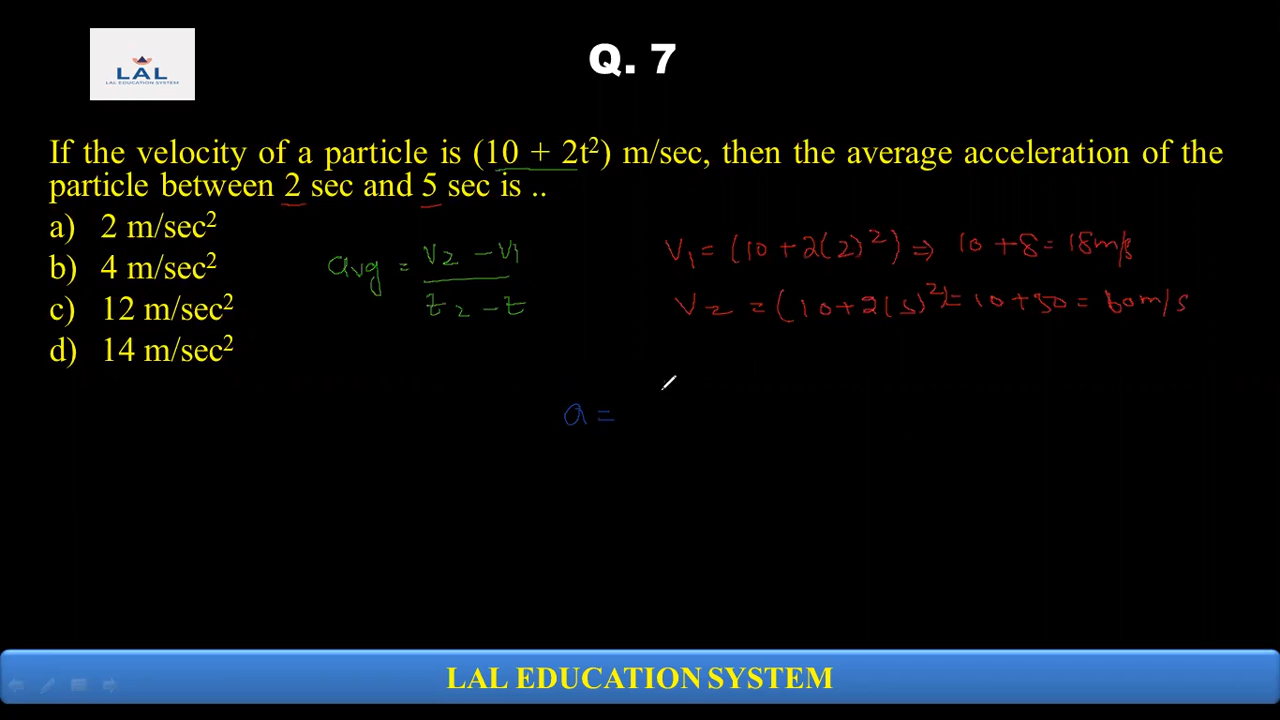 LAL
LAL EDUCATION SYSTEM
Q. 7
If the velocity of a particle is (10 + 2t²) m/sec, then the average acceleration of the
particle between 2 sec and 5 sec is ..
a) 2 m/sec²
b) 4 m/sec²
c) 12 m/sec²
d) 14 m/sec²
avg = v2 - v1
t2 - t
V1 = (10 + 2(2)²) ⇒ 10 + 8 = 18 m/s
V2 = (10 + 2(5)²) = 10 + 50 = 60 m/s
a =
LAL EDUCATION SYSTEM